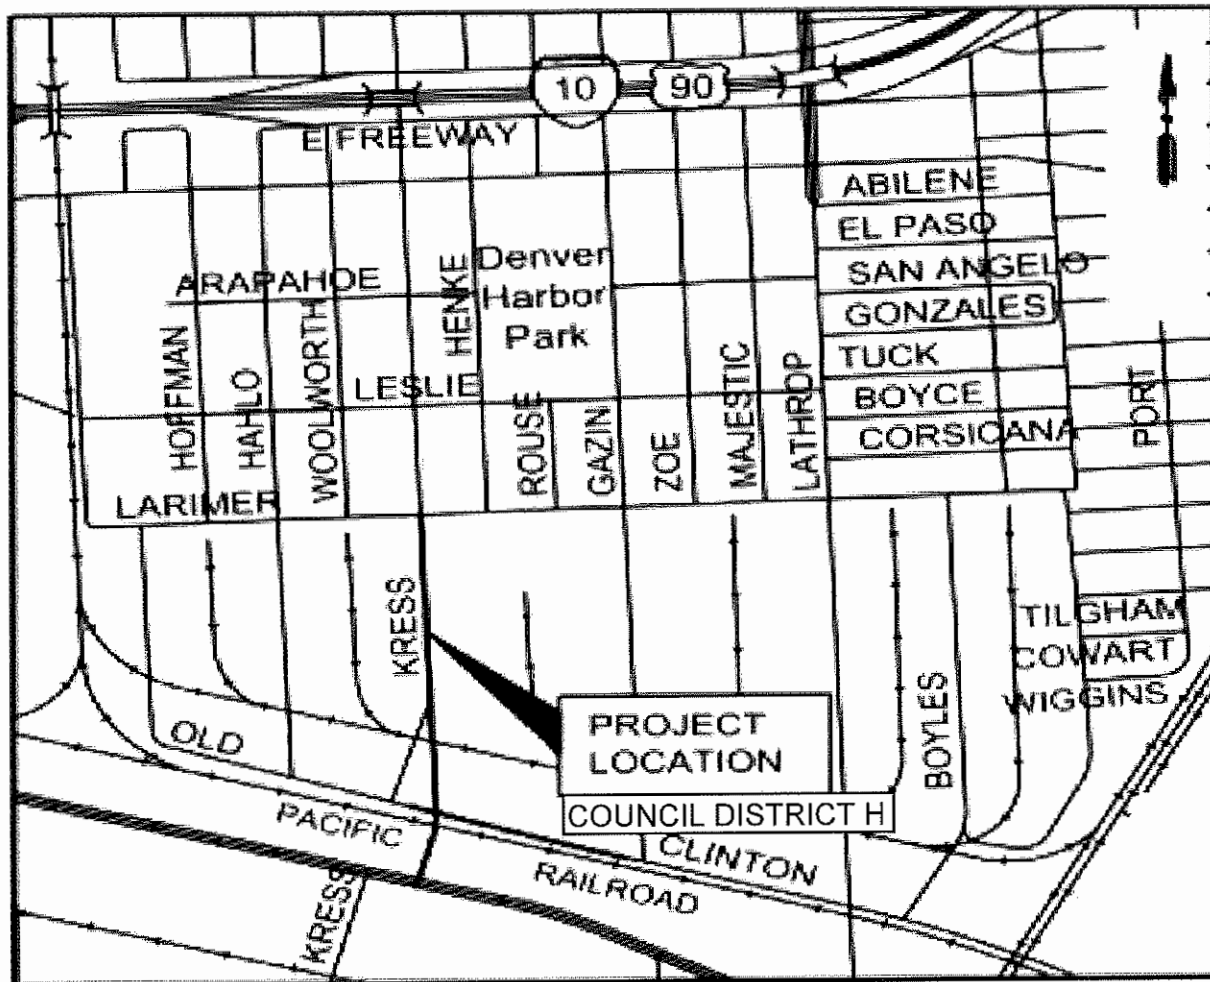 10
90
E FREEWAY
ABILENE
EL PASO
SAN ANGELO
GONZALES
TUCK
BOYCE
CORSICANA
ARAPAHOE
HENKE
Denver
Harbor
Park
HOFFMAN
HAHLO
WOOLWORTH
LESLIE
ROUSE
GAZIN
ZOE
MAJESTIC
LATHROP
PORT
LARIMER
KRESS
TILGHAM
COWART
WIGGINS
BOYLES
OLD
PROJECT
LOCATION
COUNCIL DISTRICT H
PACIFIC
CLINTON
RAILROAD
KRESS